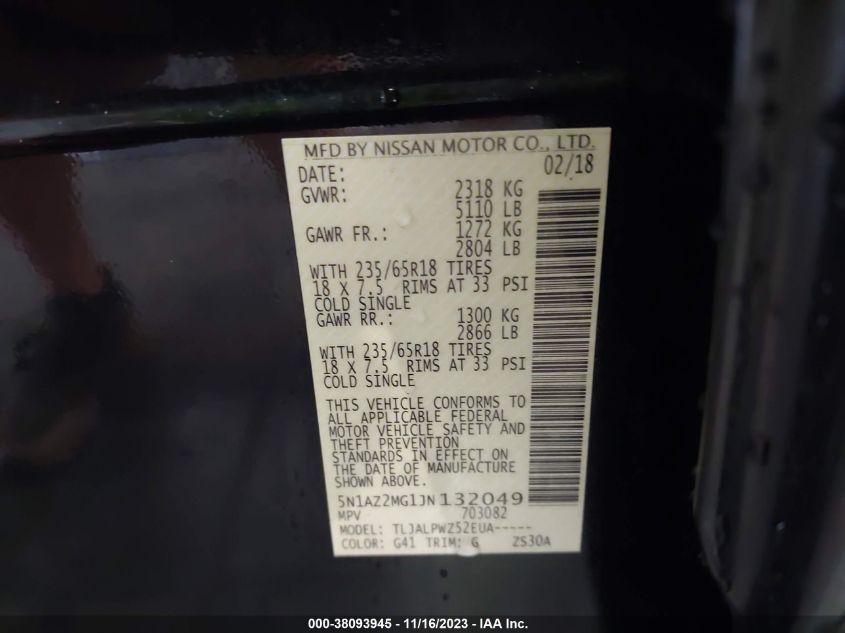 MFD BY NISSAN MOTOR CO., LTD.
DATE: 02/18
GVWR: 2318 KG
5110 LB
GAWR FR.: 1272 KG
2804 LB
WITH 235/65R18 TIRES
18 X 7.5 RIMS AT 33 PSI
COLD SINGLE
GAWR RR.: 1300 KG
2866 LB
WITH 235/65R18 TIRES
18 X 7.5 RIMS AT 33 PSI
COLD SINGLE
THIS VEHICLE CONFORMS TO
ALL APPLICABLE FEDERAL
MOTOR VEHICLE SAFETY AND
THEFT PREVENTION
STANDARDS IN EFFECT ON
THE DATE OF MANUFACTURE
SHOWN ABOVE.
5N1AZ2MG1JN132049
MPV 703082
MODEL: TLJALPWZ52EUA-----
COLOR: G41 TRIM: G ZS30A
000-38093945 - 11/16/2023 - IAA Inc.